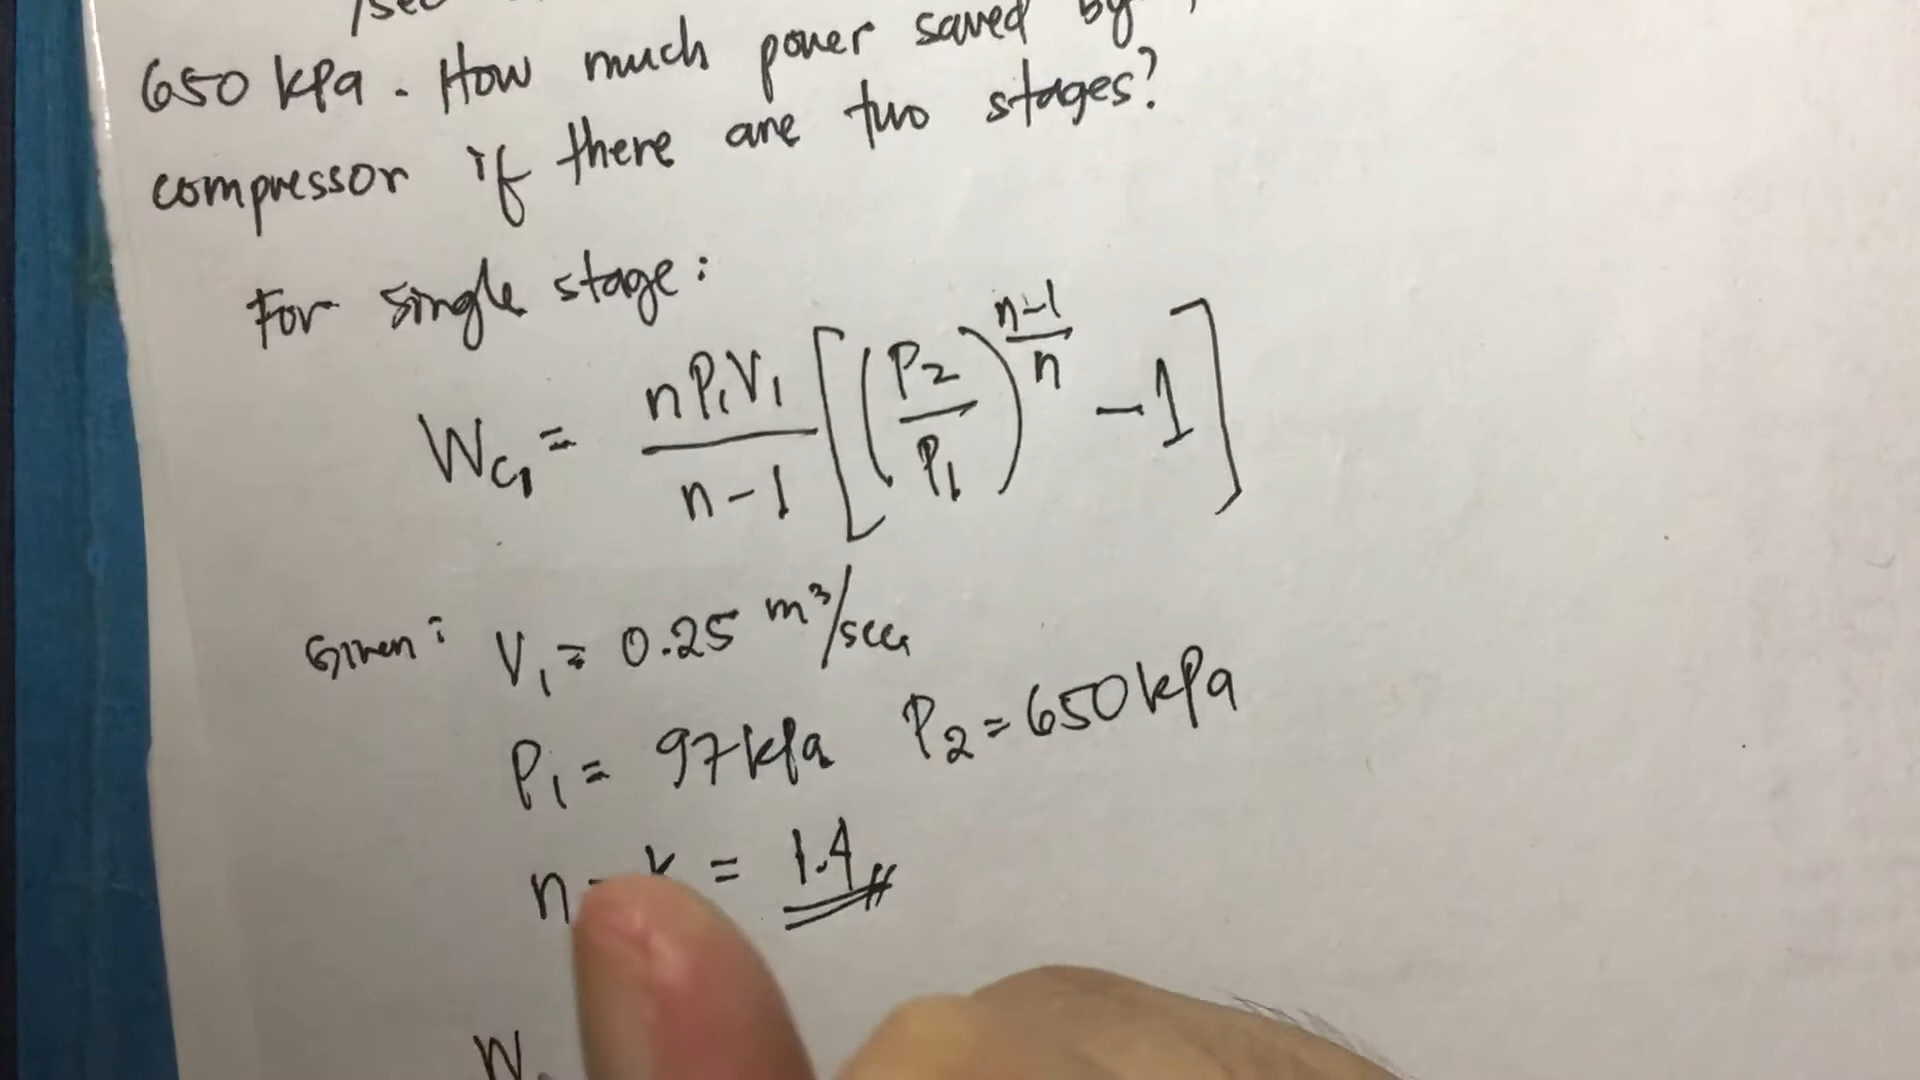 /sec
650 kPa. How much power saved by
compressor if there are two stages?
For single stage:
Wc₁ = nP₁V₁/n-1 [(P₂/P₁)^(n-1/n) - 1]
Given: V₁ = 0.25 m³/sec
P₁ = 97 kPa P₂ = 650 kPa
n = k = 1.4
W